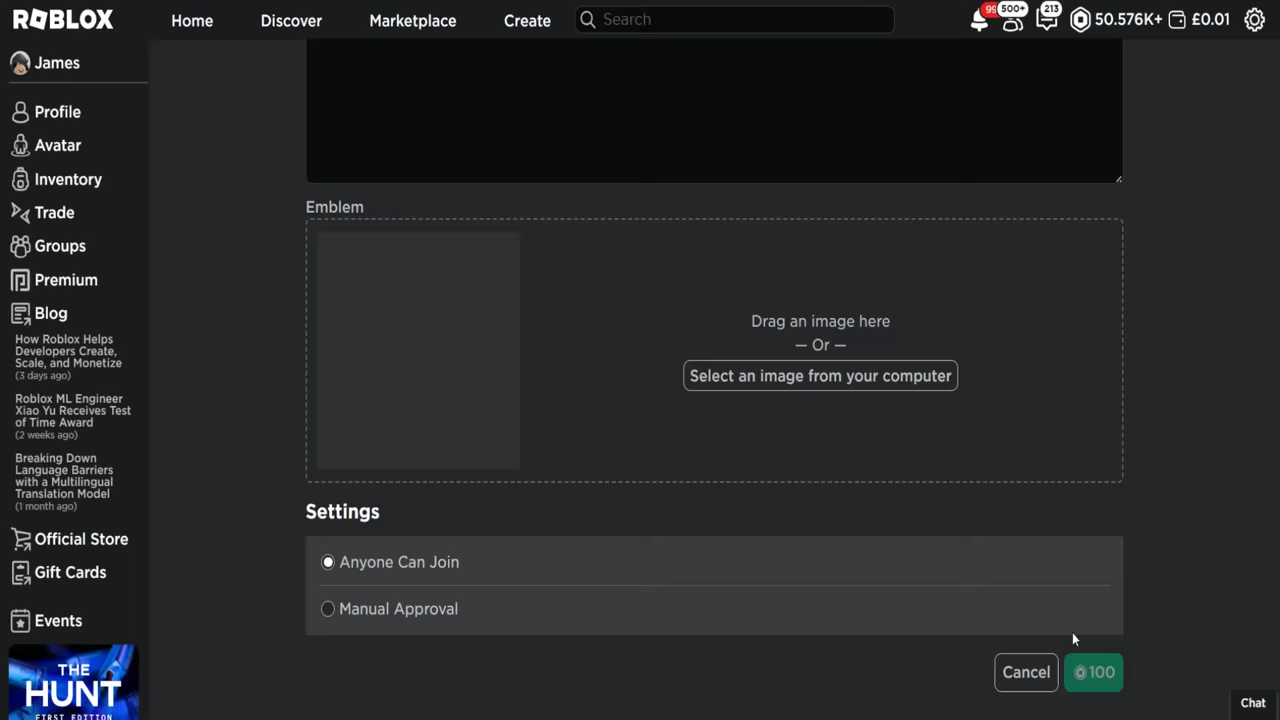 ROBLOX
Home
Discover
Marketplace
Create
Search
99
500+
213
50.576K+
£0.01
James
Profile
Avatar
Inventory
Trade
Groups
Premium
Blog
How Roblox Helps
Developers Create,
Scale, and Monetize
(3 days ago)
Roblox ML Engineer
Xiao Yu Receives Test
of Time Award
(2 weeks ago)
Breaking Down
Language Barriers
with a Multilingual
Translation Model
(1 month ago)
Official Store
Gift Cards
Events
THE
HUNT
FIRST EDITION
Emblem
Drag an image here
— Or —
Select an image from your computer
Settings
Anyone Can Join
Manual Approval
Cancel
100
Chat